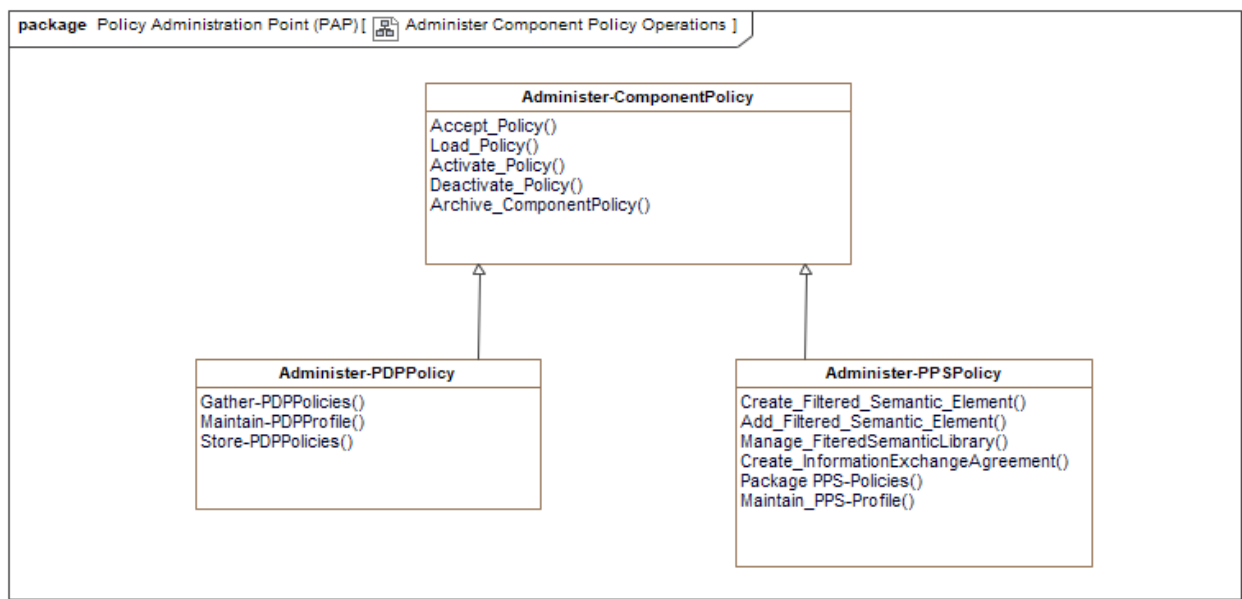 package Policy Administration Point (PAP)[ Administer Component Policy Operations ]
Administer-ComponentPolicy
Accept_Policy()
Load_Policy()
Activate_Policy()
Deactivate_Policy()
Archive_ComponentPolicy()
Administer-PDPPolicy
Gather-PDPPolicies()
Maintain-PDPProfile()
Store-PDPPolicies()
Administer-PPSPolicy
Create_Filtered_Semantic_Element()
Add_Filtered_Semantic_Element()
Manage_FiteredSemanticLibrary()
Create_InformationExchangeAgreement()
Package PPS-Policies()
Maintain_PPS-Profile()